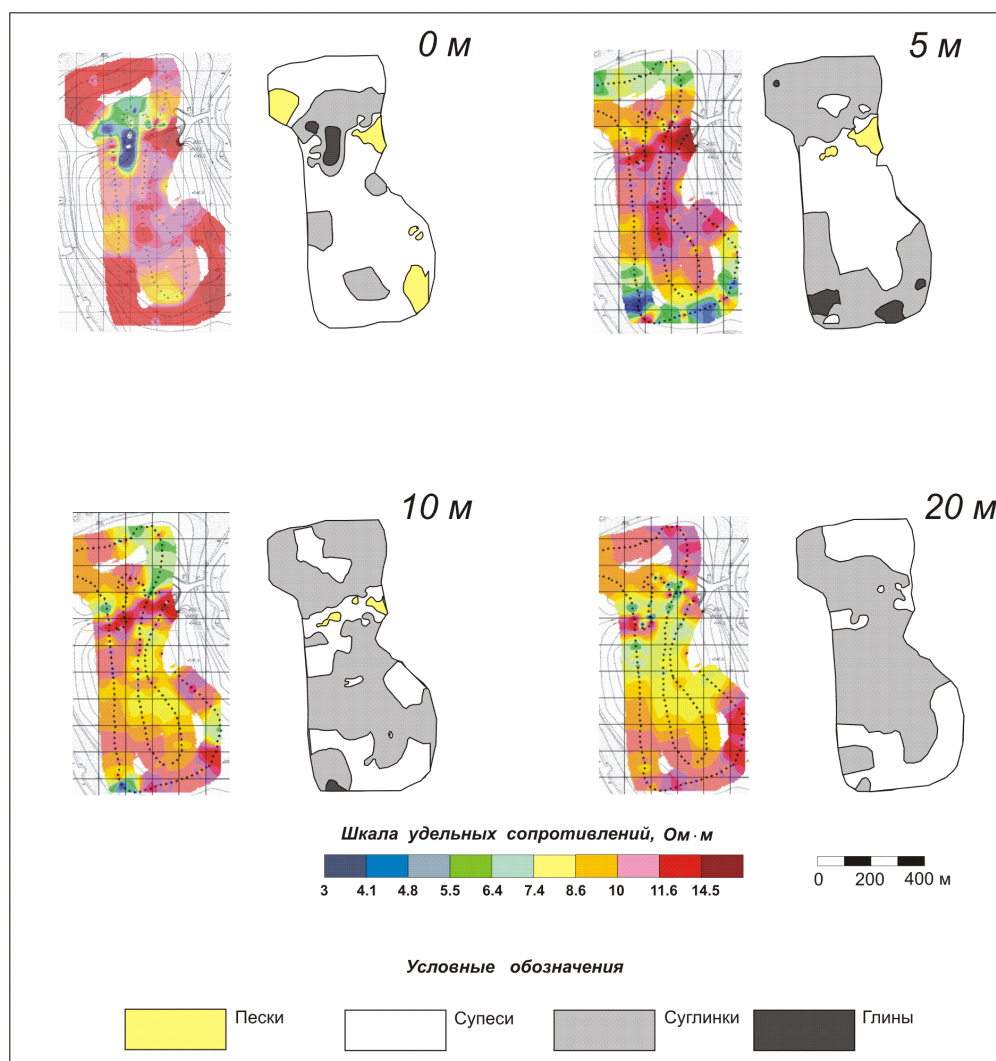 0 м
5 м
10 м
20 м
Шкала удельных сопротивлений, Ом·м
3 4.1 4.8 5.5 6.4 7.4 8.6 10 11.6 14.5
0 200 400 м
Условные обозначения
Пески Супеси Суглинки Глины